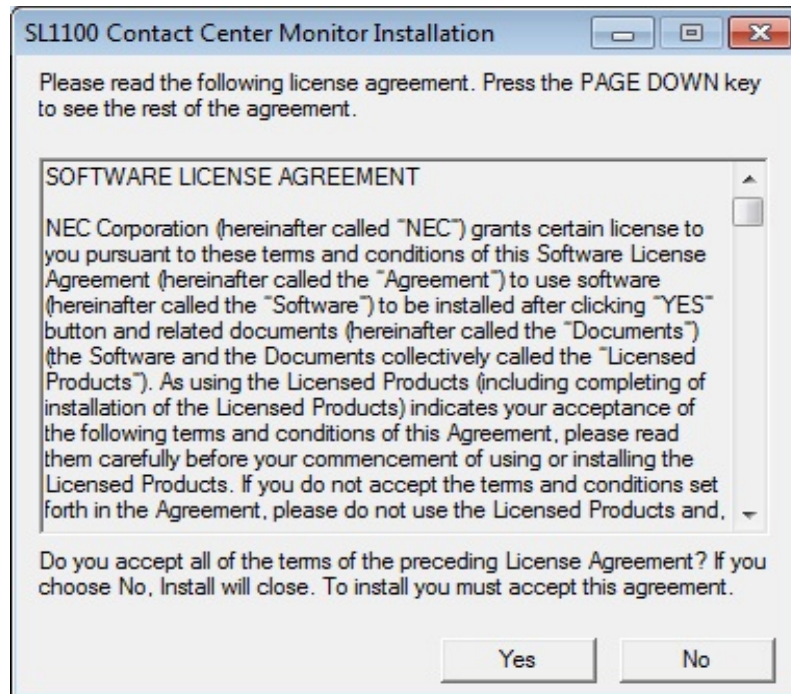 SL1100 Contact Center Monitor Installation
Please read the following license agreement. Press the PAGE DOWN key
to see the rest of the agreement.
SOFTWARE LICENSE AGREEMENT
NEC Corporation (hereinafter called "NEC") grants certain license to
you pursuant to these terms and conditions of this Software License
Agreement (hereinafter called the "Agreement") to use software
(hereinafter called the "Software") to be installed after clicking "YES"
button and related documents (hereinafter called the "Documents")
(the Software and the Documents collectively called the "Licensed
Products"). As using the Licensed Products (including completing of
installation of the Licensed Products) indicates your acceptance of
the following terms and conditions of this Agreement, please read
them carefully before your commencement of using or installing the
Licensed Products. If you do not accept the terms and conditions set
forth in the Agreement, please do not use the Licensed Products and,
Do you accept all of the terms of the preceding License Agreement? If you
choose No, Install will close. To install you must accept this agreement.
Yes
No